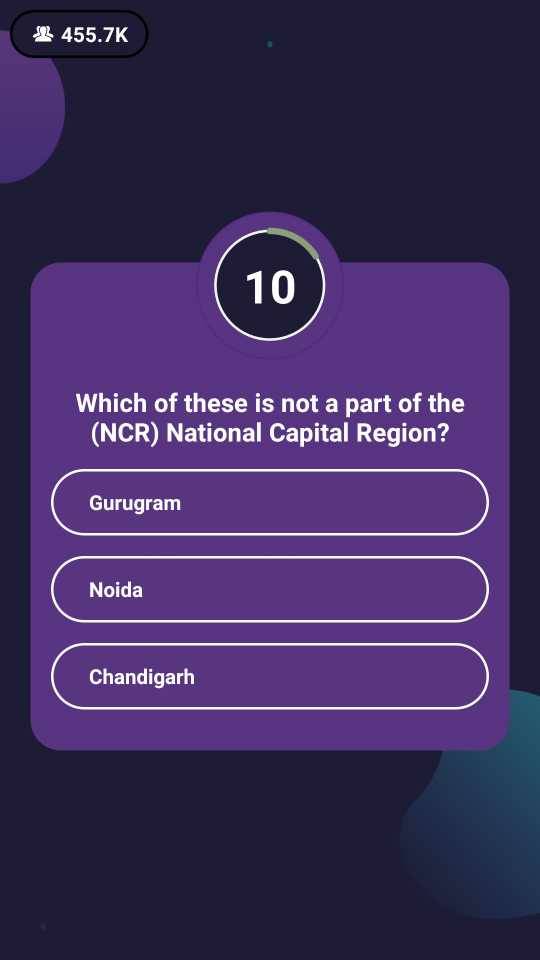 455.7K
10
Which of these is not a part of the
(NCR) National Capital Region?
Gurugram
Noida
Chandigarh